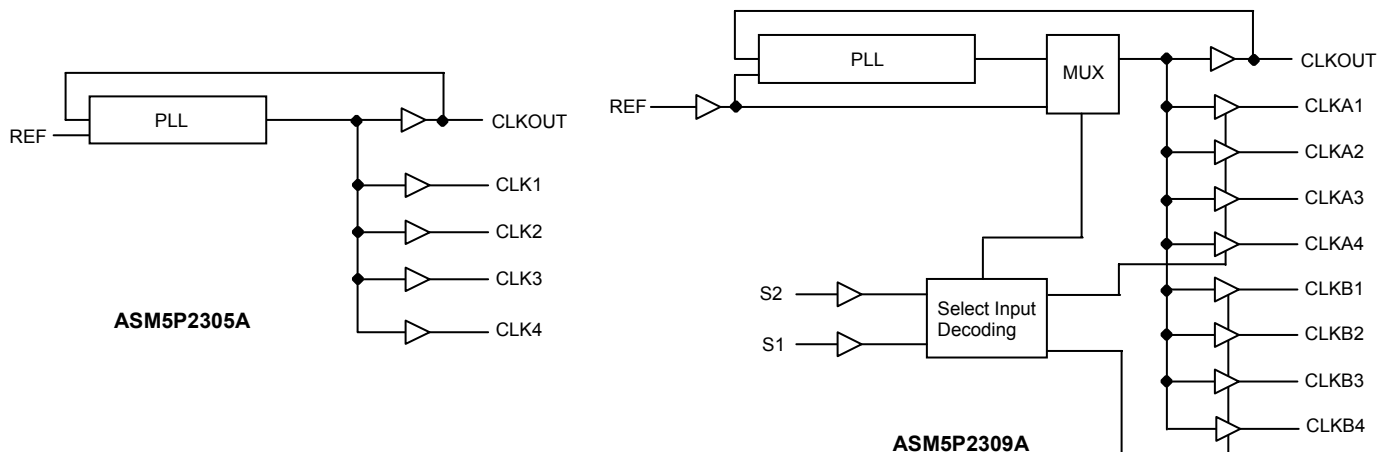 PLL
REF
CLKOUT
CLK1
CLK2
CLK3
CLK4
ASM5P2305A
PLL
MUX
REF
CLKOUT
CLKA1
CLKA2
CLKA3
CLKA4
S2
S1
Select Input
Decoding
CLKB1
CLKB2
CLKB3
CLKB4
ASM5P2309A